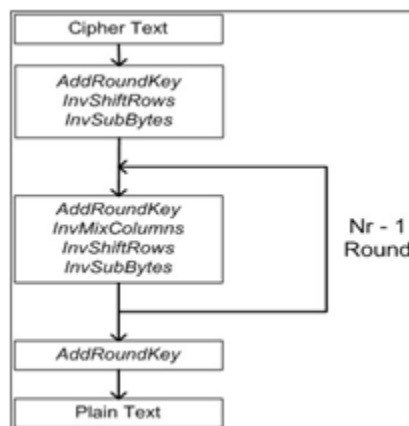 Cipher Text
AddRoundKey
InvShiftRows
InvSubBytes
AddRoundKey
InvMixColumns
InvShiftRows
InvSubBytes
Nr - 1
Round
AddRoundKey
Plain Text